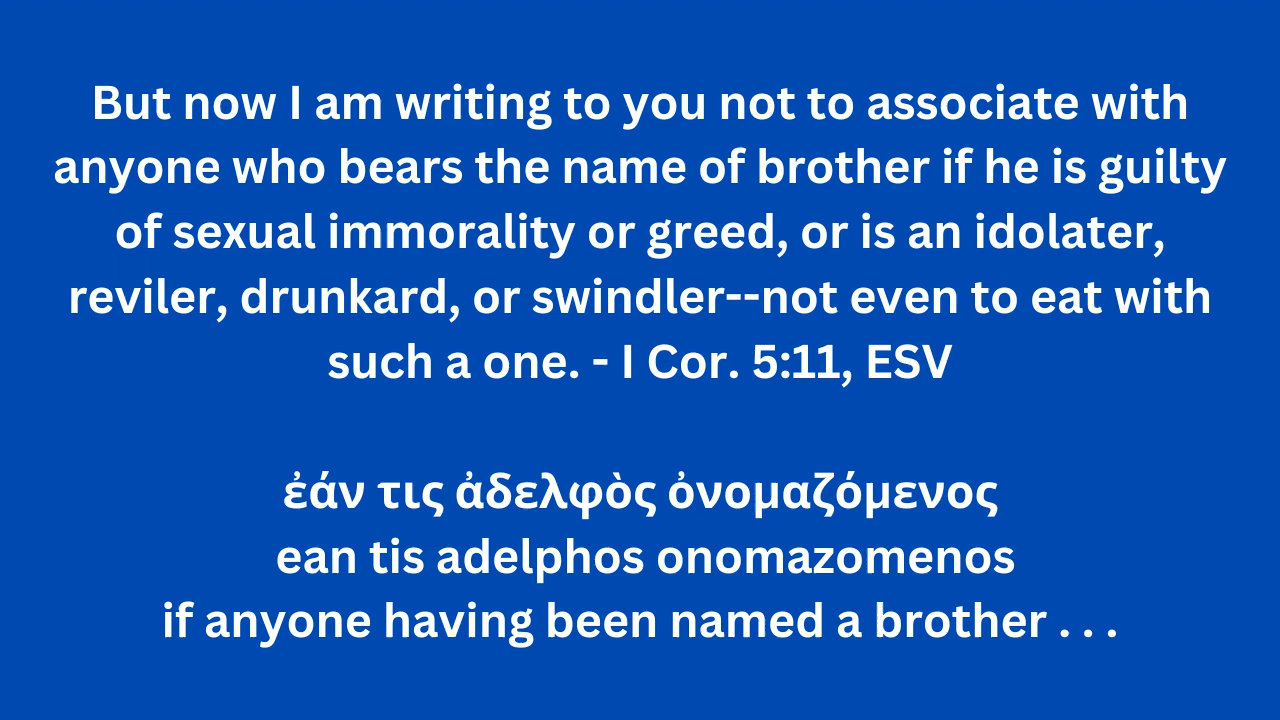 But now I am writing to you not to associate with
anyone who bears the name of brother if he is guilty
of sexual immorality or greed, or is an idolater,
reviler, drunkard, or swindler--not even to eat with
such a one. - I Cor. 5:11, ESV
ἐάν τις ἀδελφὸς ὀνομαζόμενος
ean tis adelphos onomazomenos
if anyone having been named a brother . . .